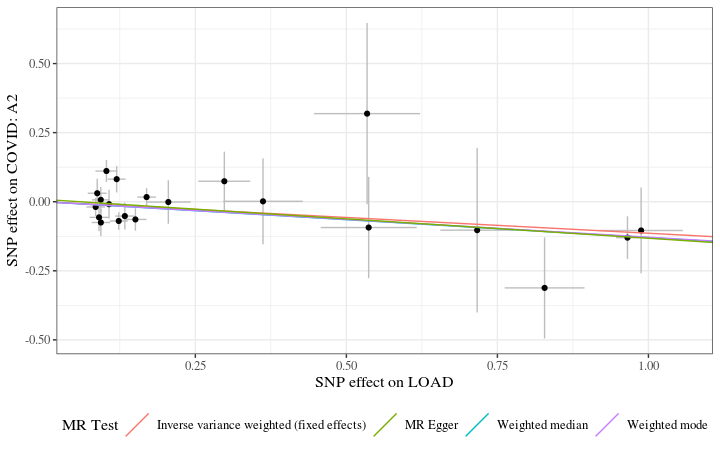 SNP effect on COVID: A2
0.50
0.25
0.00
-0.25
-0.50
0.25
0.50
0.75
1.00
SNP effect on LOAD
MR Test
Inverse variance weighted (fixed effects)
MR Egger
Weighted median
Weighted mode